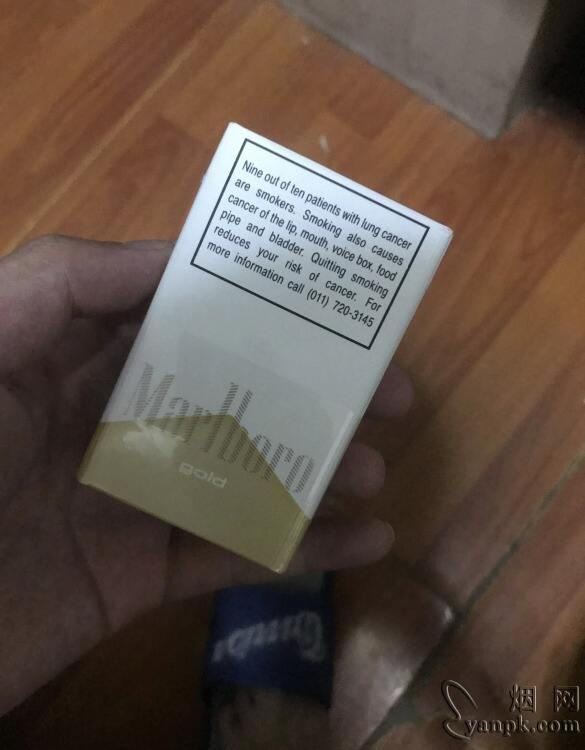 Nine out of ten patients with lung cancer
are smokers. Smoking also causes
cancer of the lip, mouth, voice box, food
pipe and bladder. Quitting smoking
reduces your risk of cancer. For
more information call (011) 720-3145
Marlboro
gold
烟网
yanpk.com